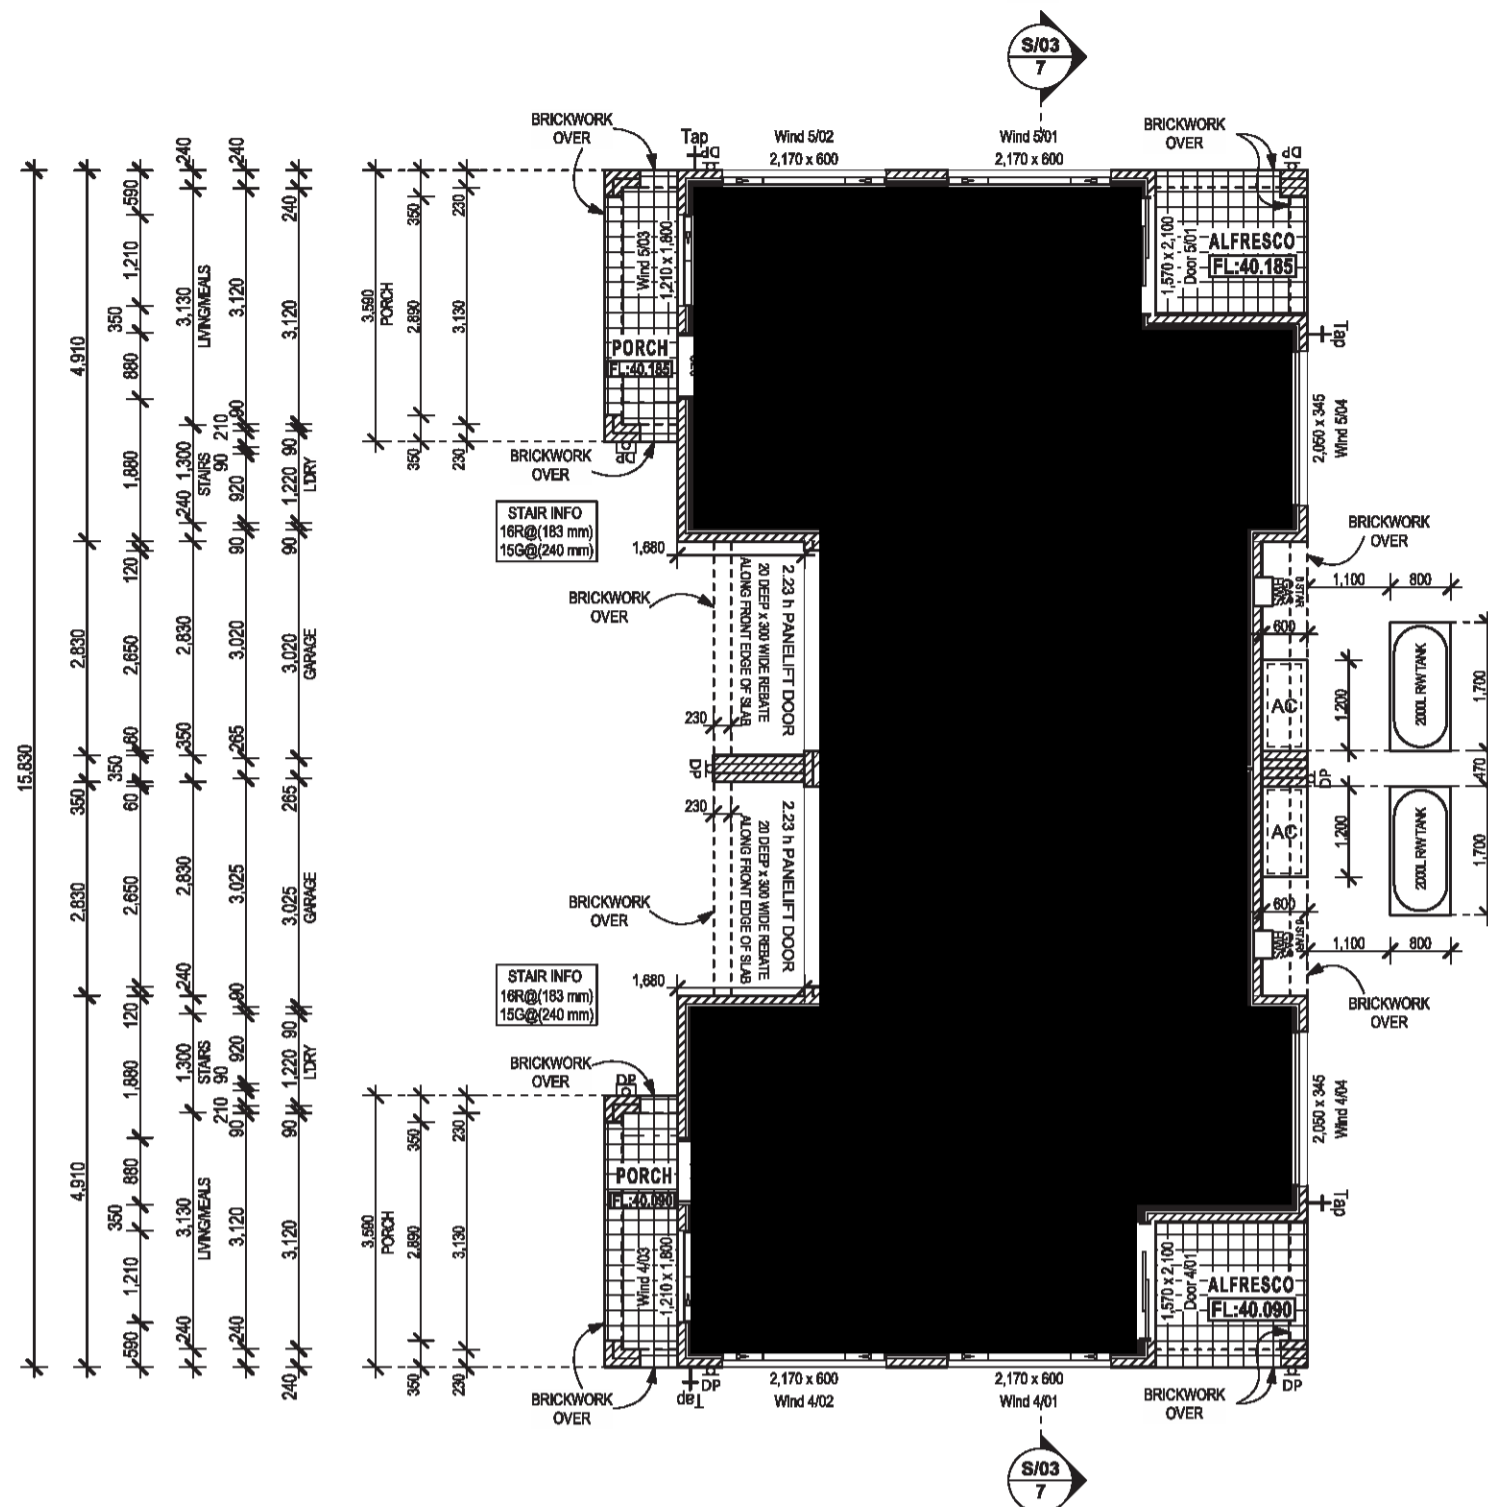 S/03
7
BRICKWORK
OVER
Tap
DP
Wind 5/02
2,170 x 600
Wind 5/01
2,170 x 600
BRICKWORK
OVER
DP
15,830
4,910
2,830
350
2,830
4,910
590
1,210
350
880
1,880
120
2,650
60
350
60
2,650
120
1,880
880
350
1,210
590
240
3,130
LIVING/MEALS
1,300
STAIRS
240
2,830
350
2,830
240
1,300
STAIRS
3,130
LIVING/MEALS
240
240
3,120
90
210
90
920
90
3,020
265
3,025
90
920
90
210
90
3,120
240
240
3,120
90
1,220
L'DRY
90
3,020
GARAGE
265
3,025
GARAGE
90
1,220
L'DRY
90
3,120
240
3,590
PORCH
350
2,890
350
230
3,130
230
Wind 5/03
1,210 x 1,800
PORCH
FL:40.185
DP
BRICKWORK
OVER
1,570 x 2,100
Door 5/01
ALFRESCO
FL:40.185
Tap
2,050 x 345
Wind 5/04
STAIR INFO
16R@(183 mm)
15G@(240 mm)
1,680
2.23 h PANELIFT DOOR
20 DEEP x 300 WIDE REBATE
ALONG FRONT EDGE OF SLAB
BRICKWORK
OVER
230
DP
BRICKWORK
OVER
6 STAR
GAS
HWS
1,100
800
600
AC
1,200
2000L RWTANK
1,700
470
DP
230
2.23 h PANELIFT DOOR
20 DEEP x 300 WIDE REBATE
ALONG FRONT EDGE OF SLAB
BRICKWORK
OVER
1,680
AC
1,200
2000L RWTANK
1,700
600
6 STAR
GAS
HWS
1,100
800
BRICKWORK
OVER
STAIR INFO
16R@(183 mm)
15G@(240 mm)
BRICKWORK
OVER
DP
3,590
PORCH
350
2,890
350
230
3,130
230
PORCH
FL:40.090
Wind 4/03
1,210 x 1,800
2,050 x 345
Wind 4/04
Tap
1,570 x 2,100
Door 4/01
ALFRESCO
FL:40.090
BRICKWORK
OVER
Tap
DP
2,170 x 600
Wind 4/02
2,170 x 600
Wind 4/01
BRICKWORK
OVER
DP
S/03
7